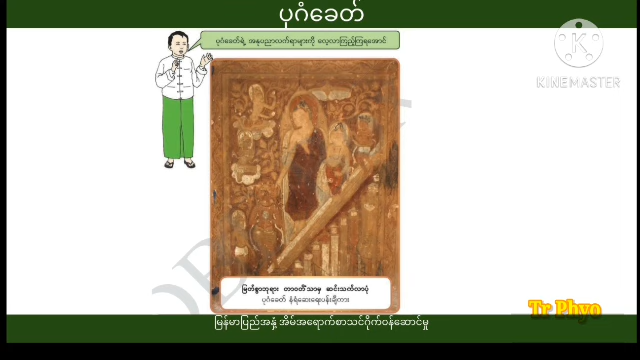 ပုဂံခေတ်
ပုဂံခေတ်ရဲ့ အနုပညာလက်ရာများကို လေ့လာကြည့်ကြရအောင်
KINEMASTER
မြတ်စွာဘုရား တာဝတိံသာမှ ဆင်းသက်လာပုံ
ပုဂံခေတ် နံရံဆေးရေးပန်းချီကား
Tr Phyo
မြန်မာပြည်အနှံ့ အိမ်အရောက်စာသင်ဂိုက်ဝန်ဆောင်မှု